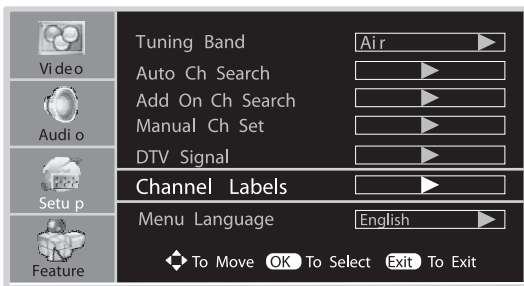 Video
Audio
Setup
Feature
Tuning Band Air
Auto Ch Search
Add On Ch Search
Manual Ch Set
DTV Signal
Channel Labels
Menu Language English
To Move OK To Select Exit To Exit